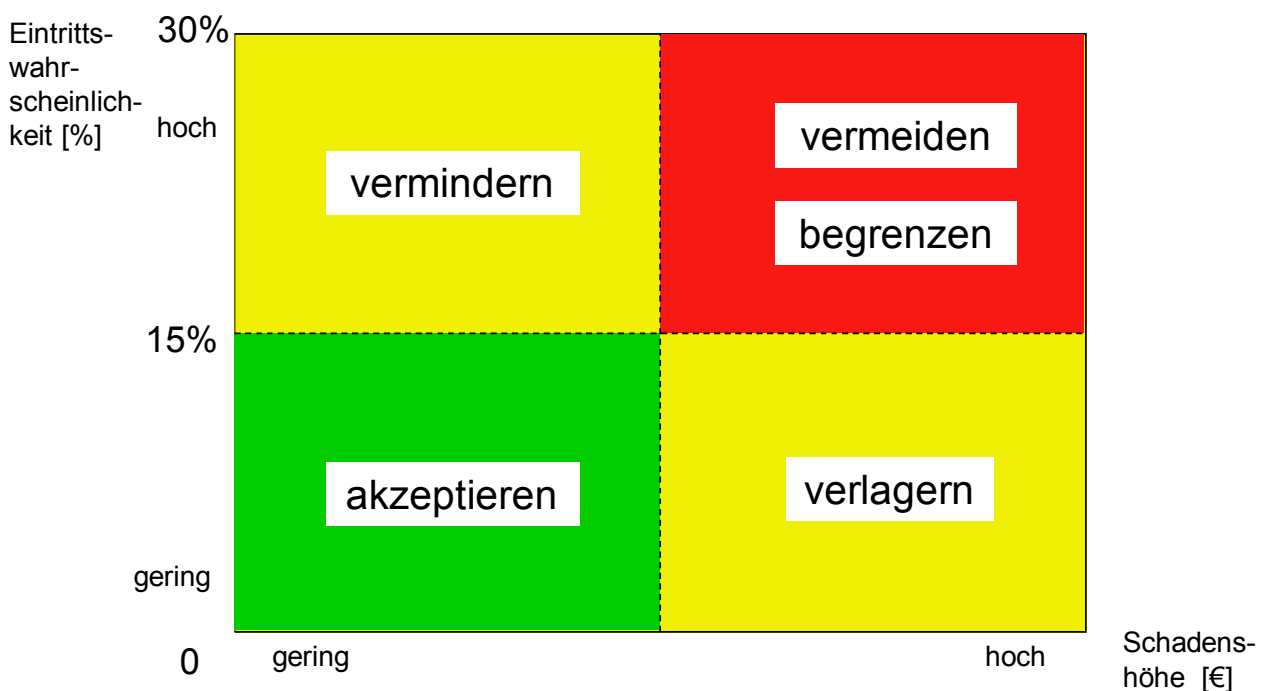 Eintritts-
wahr-
scheinlich-
keit [%]
30%
hoch
vermindern
vermeiden
begrenzen
15%
akzeptieren
verlagern
gering
0
gering
hoch
Schadens-
höhe [€]